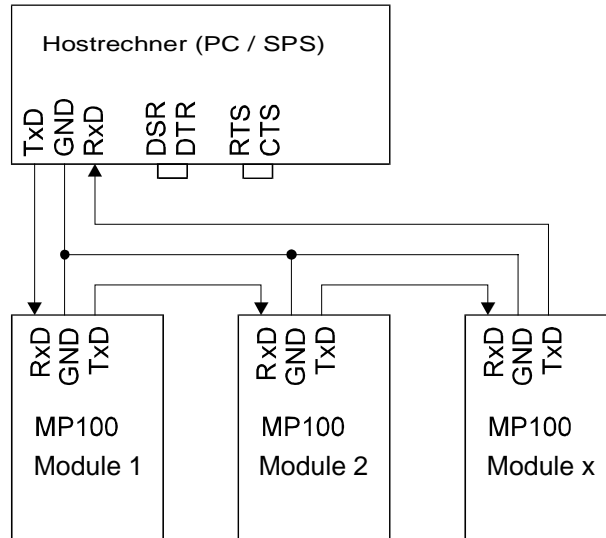 Hostrechner (PC / SPS)
TxD
GND
RxD
DSR
DTR
RTS
CTS
RxD
GND
TxD
MP100
Module 1
RxD
GND
TxD
MP100
Module 2
RxD
GND
TxD
MP100
Module x